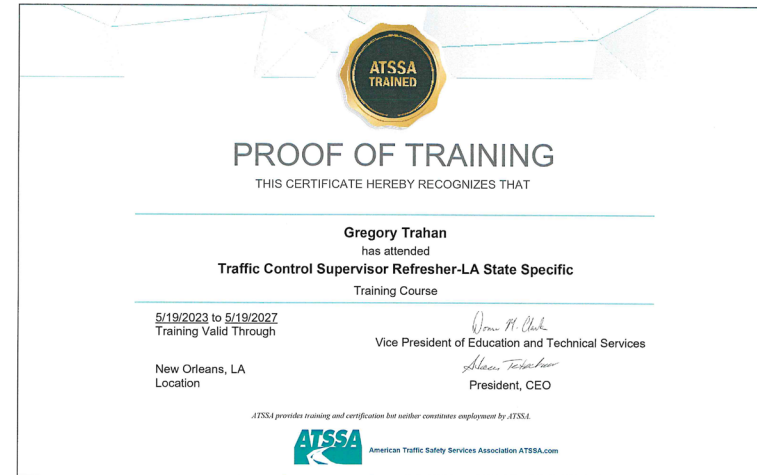 ATSSA
TRAINED
PROOF OF TRAINING
THIS CERTIFICATE HEREBY RECOGNIZES THAT
Gregory Trahan
has attended
Traffic Control Supervisor Refresher-LA State Specific
Training Course
5/19/2023 to 5/19/2027
Training Valid Through
Vice President of Education and Technical Services
New Orleans, LA
Location
President, CEO
ATSSA provides training and certification but neither constitutes employment by ATSSA.
ATSSA
American Traffic Safety Services Association ATSSA.com